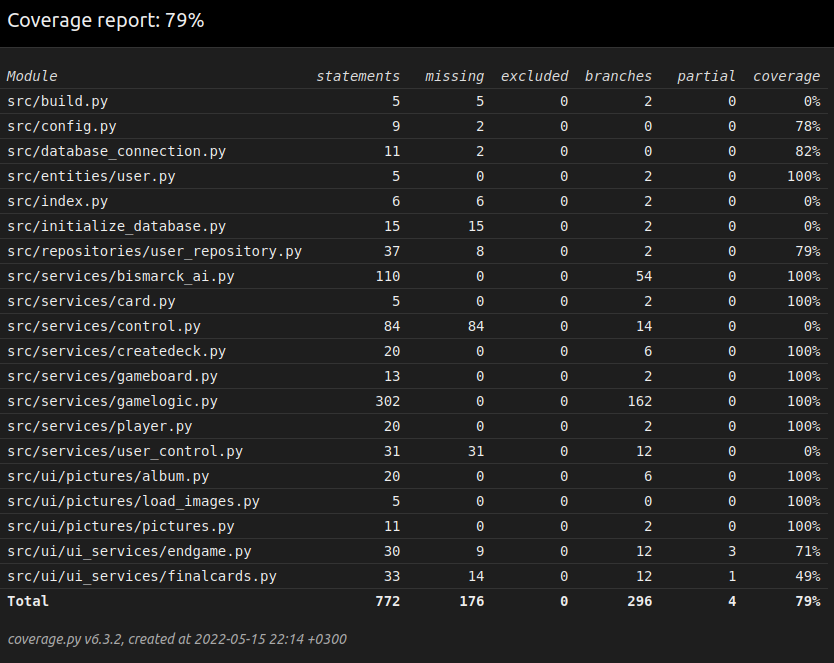 Coverage report: 79%
Module statements missing excluded branches partial coverage
src/build.py 5 5 0 2 0 0%
src/config.py 9 2 0 0 0 78%
src/database_connection.py 11 2 0 0 0 82%
src/entities/user.py 5 0 0 2 0 100%
src/index.py 6 6 0 2 0 0%
src/initialize_database.py 15 15 0 2 0 0%
src/repositories/user_repository.py 37 8 0 2 0 79%
src/services/bismarck_ai.py 110 0 0 54 0 100%
src/services/card.py 5 0 0 2 0 100%
src/services/control.py 84 84 0 14 0 0%
src/services/createdeck.py 20 0 0 6 0 100%
src/services/gameboard.py 13 0 0 2 0 100%
src/services/gamelogic.py 302 0 0 162 0 100%
src/services/player.py 20 0 0 2 0 100%
src/services/user_control.py 31 31 0 12 0 0%
src/ui/pictures/album.py 20 0 0 6 0 100%
src/ui/pictures/load_images.py 5 0 0 0 0 100%
src/ui/pictures/pictures.py 11 0 0 2 0 100%
src/ui/ui_services/endgame.py 30 9 0 12 3 71%
src/ui/ui_services/finalcards.py 33 14 0 12 1 49%
Total 772 176 0 296 4 79%
coverage.py v6.3.2, created at 2022-05-15 22:14 +0300